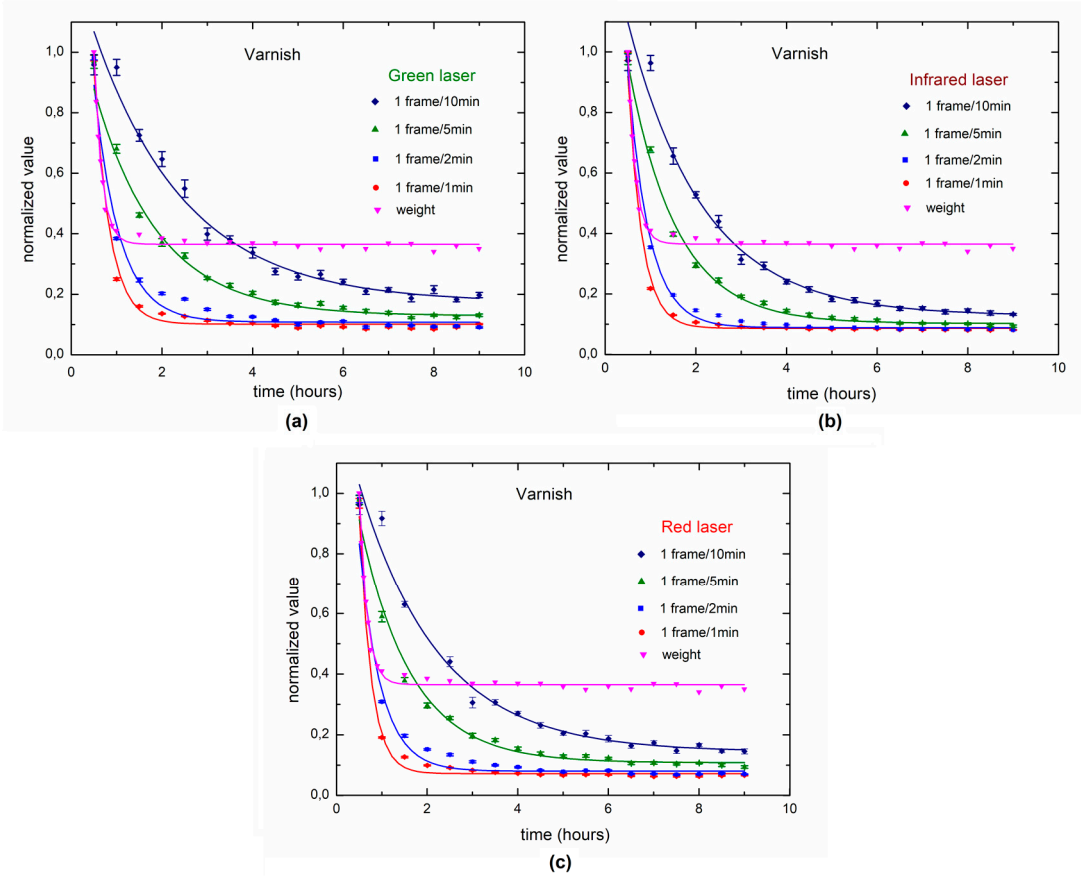 Varnish
Green laser
1 frame/10min
1 frame/5min
1 frame/2min
1 frame/1min
weight
normalized value
1,0
0,8
0,6
0,4
0,2
0,0
0 2 4 6 8 10
time (hours)
(a)
Varnish
Infrared laser
1 frame/10min
1 frame/5min
1 frame/2min
1 frame/1min
weight
normalized value
1,0
0,8
0,6
0,4
0,2
0,0
0 2 4 6 8 10
time (hours)
(b)
Varnish
Red laser
1 frame/10min
1 frame/5min
1 frame/2min
1 frame/1min
weight
normalized value
1,0
0,8
0,6
0,4
0,2
0,0
0 2 4 6 8 10
time (hours)
(c)